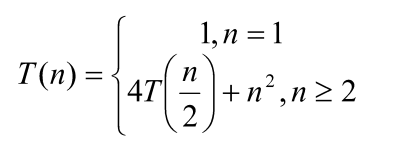 T(n) = { 1, n = 1
4T(n/2) + n², n ≥ 2